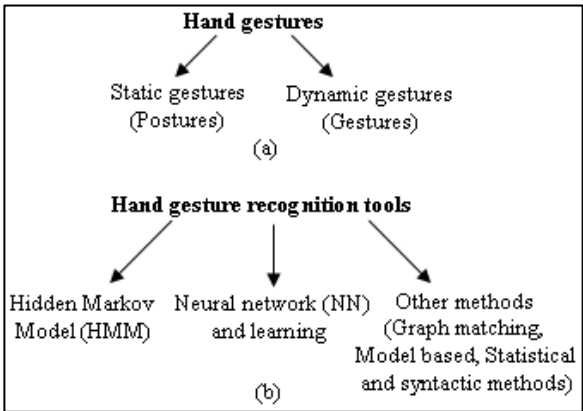 Hand gestures
Static gestures
(Postures)
Dynamic gestures
(Gestures)
(a)
Hand gesture recognition tools
Hidden Markov
Model (HMM)
Neural network (NN)
and learning
Other methods
(Graph matching,
Model based, Statistical
and syntactic methods)
(b)